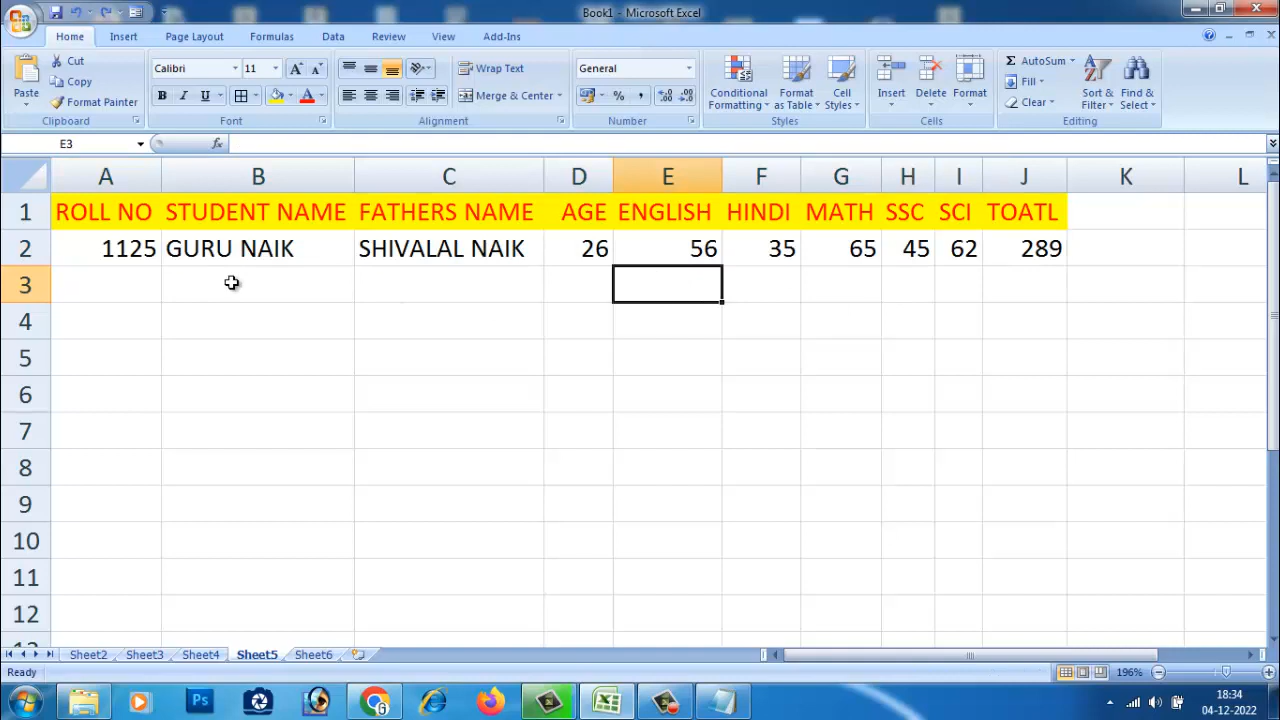 Book1 - Microsoft Excel
Home Insert Page Layout Formulas Data Review View Add-Ins
Paste Cut Calibri 11 A A Wrap Text General Conditional Formatting Format as Table Cell Styles Insert Delete Format AutoSum Sort & Filter Find & Select
Copy Fill
Format Painter B I U A Merge & Center % , Clear
Clipboard Font Alignment Number Styles Cells Editing
E3 fx
A B C D E F G H I J K L
1 ROLL NO STUDENT NAME FATHERS NAME AGE ENGLISH HINDI MATH SSC SCI TOATL
2 1125 GURU NAIK SHIVALAL NAIK 26 56 35 65 45 62 289
3
4
5
6
7
8
9
10
11
12
Sheet2 Sheet3 Sheet4 Sheet5 Sheet6
Ready 196%
Ps 18:34
04-12-2022